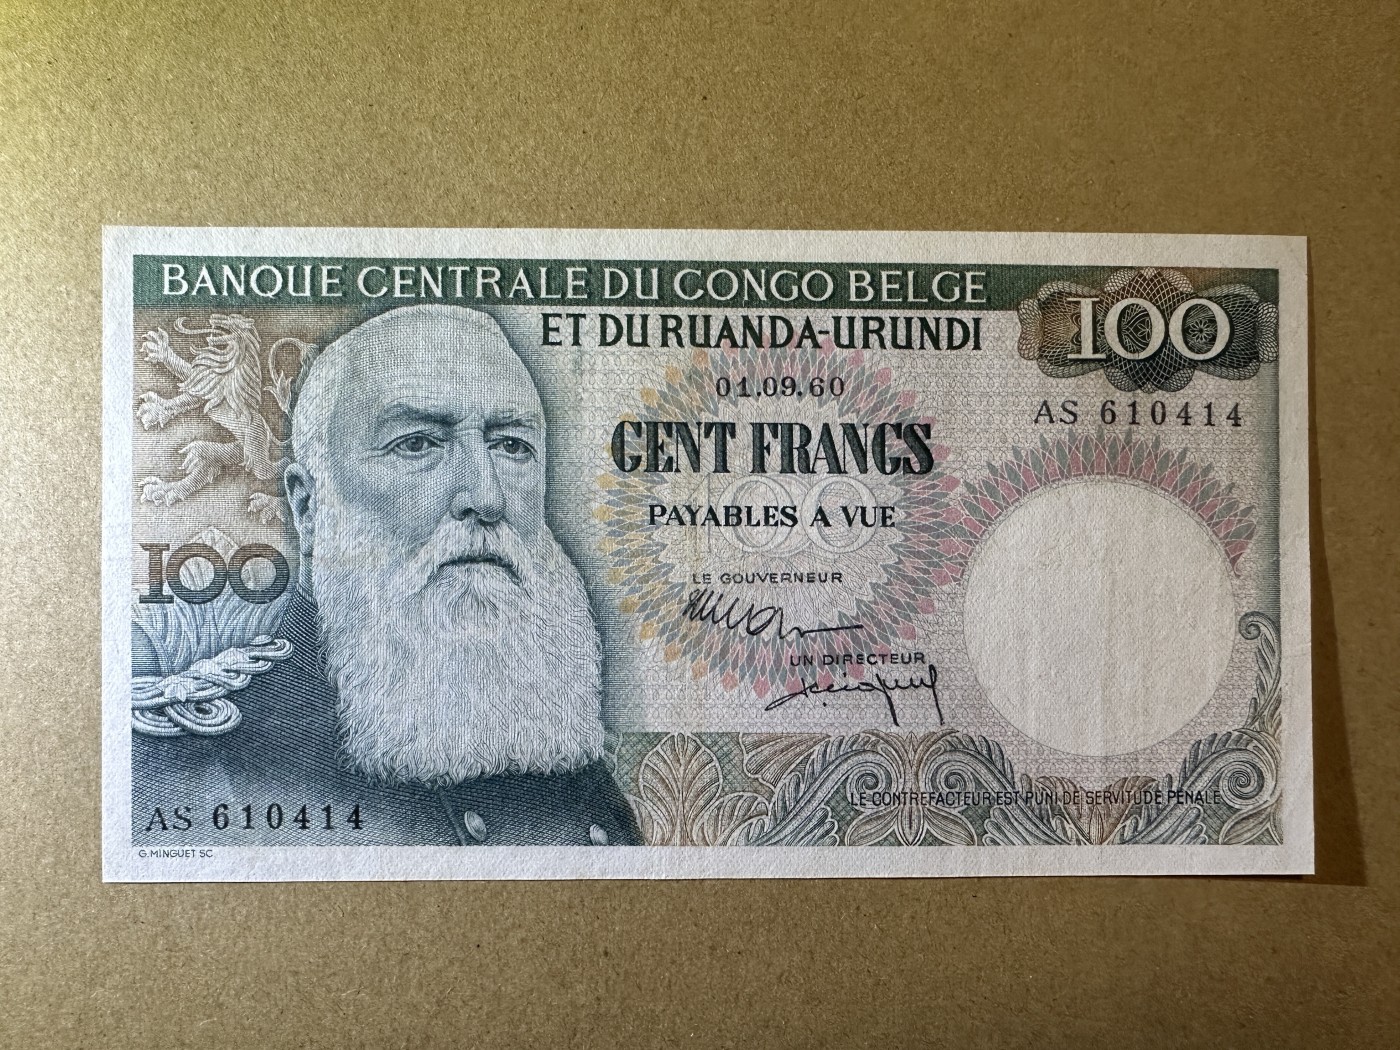 BANQUE CENTRALE DU CONGO BELGE
ET DU RUANDA-URUNDI
100
01.09.60
AS 610414
CENT FRANCS
100
PAYABLES A VUE
100
LE GOUVERNEUR
UN DIRECTEUR
LE CONTREFACTEUR EST PUNI DE SERVITUDE PENALE
AS 610414
G. MINGUET SC